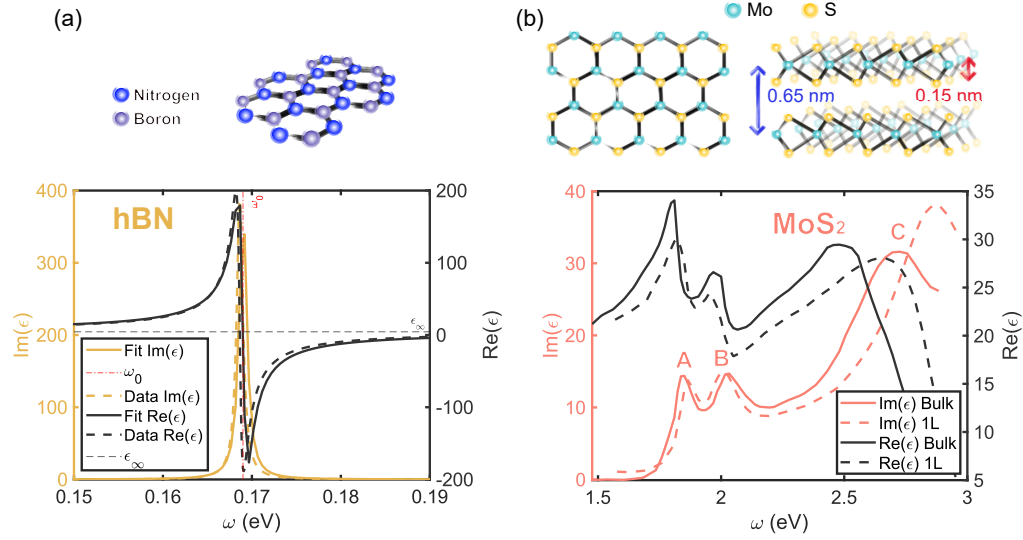 (a)
Nitrogen
Boron
(b)
Mo
S
0.65 nm
0.15 nm
hBN
ω₀
ϵ∞
Fit Im(ϵ)
ω₀
Data Im(ϵ)
Fit Re(ϵ)
Data Re(ϵ)
ϵ∞
Im(ϵ)
400
300
200
100
0
Re(ϵ)
200
100
0
-100
-200
0.15
0.16
0.17
0.18
0.19
ω (eV)
MoS₂
A
B
C
Im(ϵ) Bulk
Im(ϵ) 1L
Re(ϵ) Bulk
Re(ϵ) 1L
Im(ϵ)
40
30
20
10
0
Re(ϵ)
35
30
25
20
15
10
5
1.5
2
2.5
3
ω (eV)